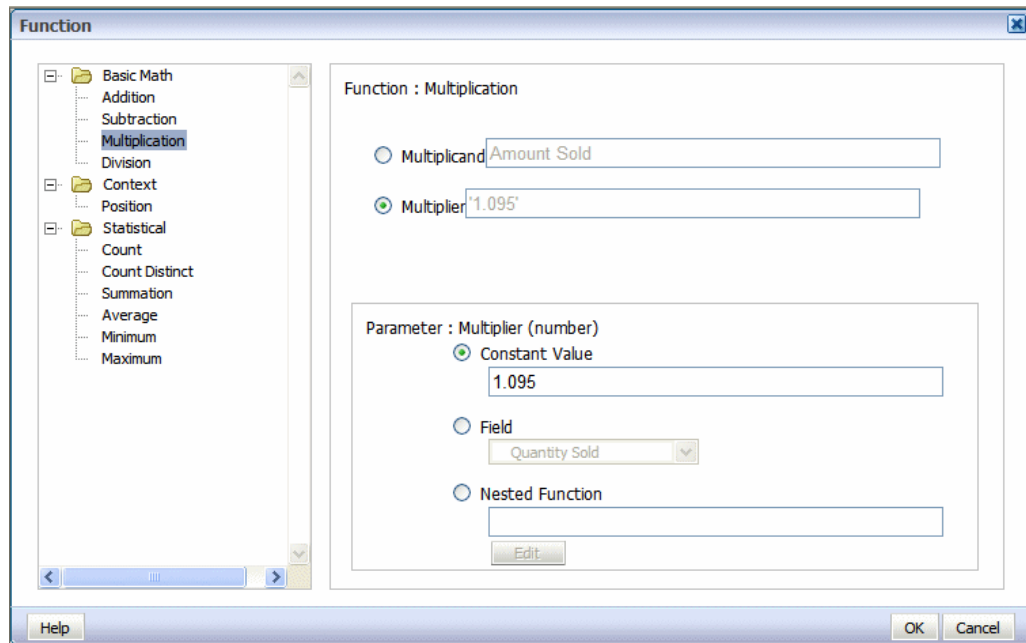 Function
Basic Math
Addition
Subtraction
Multiplication
Division
Context
Position
Statistical
Count
Count Distinct
Summation
Average
Minimum
Maximum
Function : Multiplication
Multiplicand Amount Sold
Multiplier '1.095'
Parameter : Multiplier (number)
Constant Value
1.095
Field
Quantity Sold
Nested Function
Edit
Help
OK Cancel